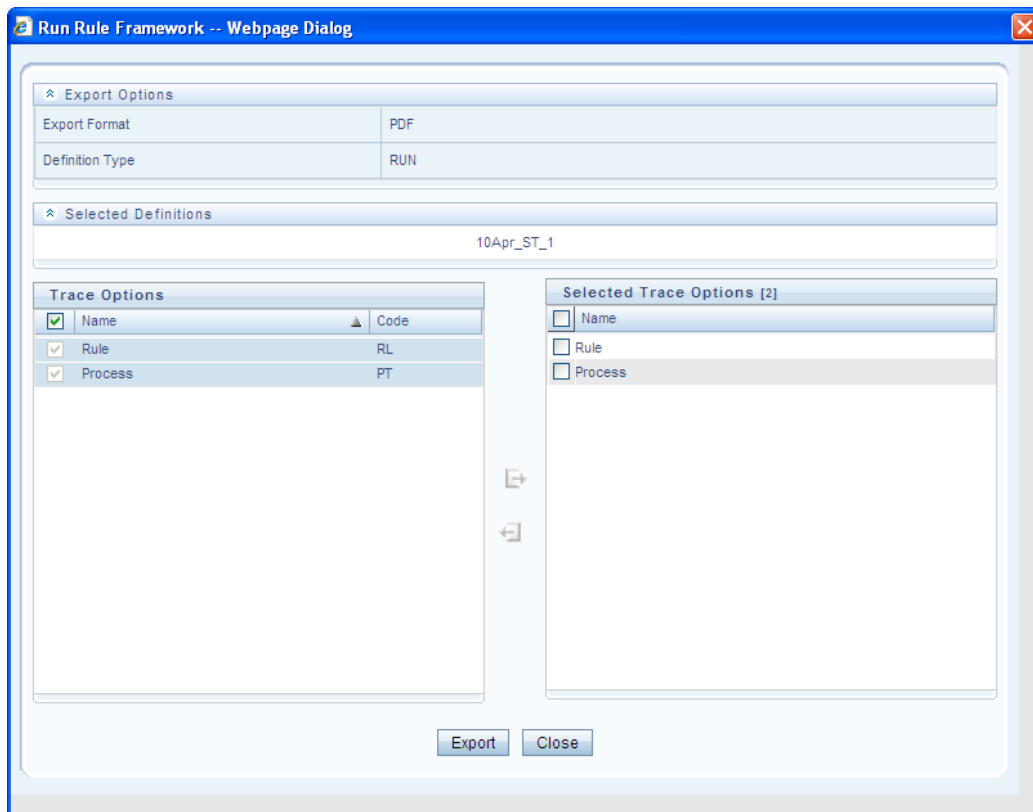 Run Rule Framework -- Webpage Dialog
Export Options
Export Format PDF
Definition Type RUN
Selected Definitions
10Apr_ST_1
Trace Options
Name Code
Rule RL
Process PT
Selected Trace Options [2]
Name
Rule
Process
Export Close